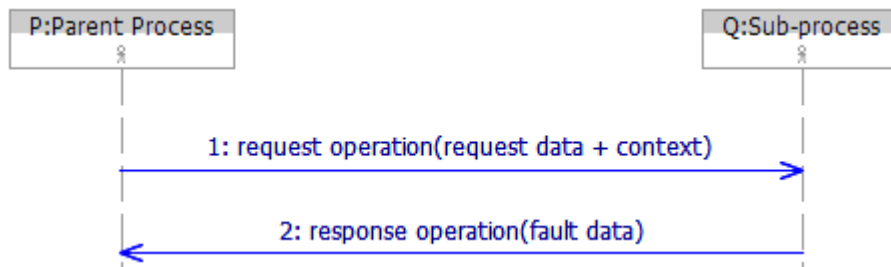 P:Parent Process
Q:Sub-process
1: request operation(request data + context)
2: response operation(fault data)